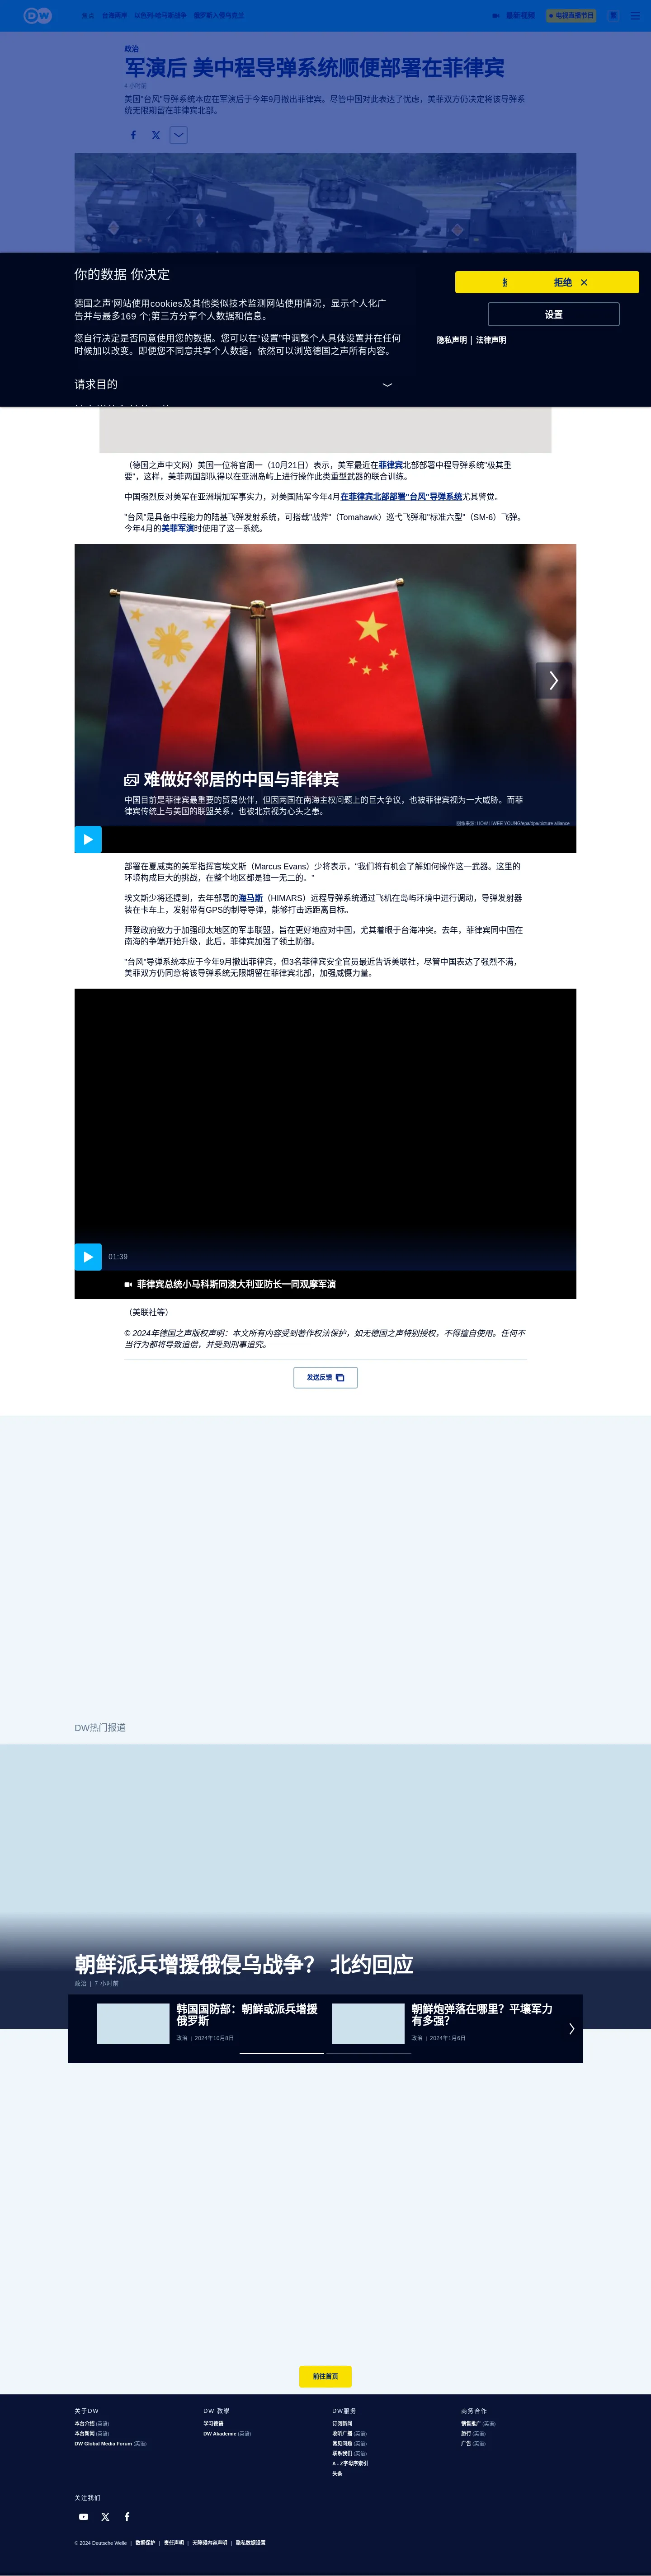 DW
焦点 台海两岸 以色列-哈马斯战争 俄罗斯入侵乌克兰
最新视频
电视直播节目
政治
军演后 美中程导弹系统顺便部署在菲律宾
美国"台风"导弹系统本应在军演后于今年9月撤出菲律宾。尽管中国对此表达了忧虑，美菲双方仍决定将该导弹系
统无限期留在菲律宾北部。
你的数据 你决定
拒绝
设置
隐私声明 | 法律声明
德国之声'网站使用cookies及其他类似技术监测网站使用情况，显示个人化广
告并与最多169 个;第三方分享个人数据和信息。
您自行决定是否同意使用您的数据。您可以在"设置"中调整个人具体设置并在任何
时候加以改变。即便您不同意共享个人数据，依然可以浏览德国之声所有内容。
请求目的
（德国之声中文网）美国一位将官周一（10月21日）表示，美军最近在菲律宾北部部署中程导弹系统"极其重
要"，这样，美菲两国部队得以在亚洲岛屿上进行操作此类重型武器的联合训练。
中国强烈反对美军在亚洲增加军事实力，对美国陆军今年4月在菲律宾北部部署"台风"导弹系统尤其警觉。
"台风"是具备中程能力的陆基飞弹发射系统，可搭载"战斧"（Tomahawk）巡弋飞弹和"标准六型"（SM-6）飞弹。
今年4月的美菲军演时使用了这一系统。
难做好邻居的中国与菲律宾
中国目前是菲律宾最重要的贸易伙伴，但因两国在南海主权问题上的巨大争议，也被菲律宾视为一大威胁。而菲
律宾传统上与美国的联盟关系，也被北京视为心头之患。
图像来源: HOW HWEE YOUNG/epa/dpa/picture alliance
部署在夏威夷的美军指挥官埃文斯（Marcus Evans）少将表示，"我们将有机会了解如何操作这一武器。这里的
环境构成巨大的挑战，在整个地区都是独一无二的。"
埃文斯少将还提到，去年部署的海马斯（HIMARS）远程导弹系统通过飞机在岛屿环境中进行调动，导弹发射器
装在卡车上，发射带有GPS的制导导弹，能够打击远距离目标。
拜登政府致力于加强印太地区的军事联盟，旨在更好地应对中国，尤其着眼于台海冲突。去年，菲律宾同中国在
南海的争端开始升级，此后，菲律宾加强了领土防御。
"台风"导弹系统本应于今年9月撤出菲律宾，但3名菲律宾安全官员最近告诉美联社，尽管中国表达了强烈不满，
美菲双方仍同意将该导弹系统无限期留在菲律宾北部，加强威慑力量。
01:39
菲律宾总统小马科斯同澳大利亚防长一同观摩军演
（美联社等）
© 2024年德国之声版权声明：本文所有内容受到著作权法保护，如无德国之声特别授权，不得擅自使用。任何不
当行为都将导致追偿，并受到刑事追究。
发送反馈
DW热门报道
朝鲜派兵增援俄侵乌战争？ 北约回应
政治 | 7 小时前
韩国国防部：朝鲜或派兵增援
俄罗斯
政治 | 2024年10月8日
朝鲜炮弹落在哪里？平壤军力
有多强？
政治 | 2024年1月6日
前往首页
关于DW
本台介绍 (英语)
本台新闻 (英语)
DW Global Media Forum (英语)
DW 教学
学习德语
DW Akademie (英语)
DW服务
订阅新闻
收听广播 (英语)
常见问题 (英语)
联系我们 (英语)
A - Z字母序索引
头条
商务合作
销售推广 (英语)
旅行 (英语)
广告 (英语)
关注我们
© 2024 Deutsche Welle | 数据保护 | 责任声明 | 无障碍内容声明 | 隐私数据设置